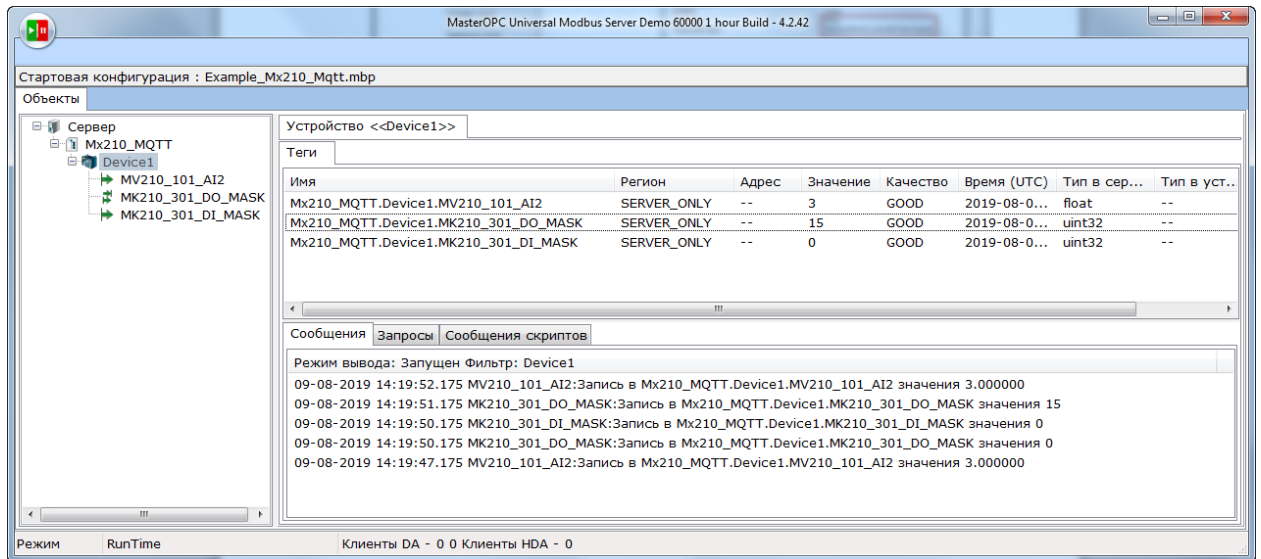 MasterOPC Universal Modbus Server Demo 60000 1 hour Build - 4.2.42
Стартовая конфигурация : Example_Mx210_Mqtt.mbp
Объекты
Сервер
Mx210_MQTT
Device1
MV210_101_AI2
MK210_301_DO_MASK
MK210_301_DI_MASK
Устройство <<Device1>>
Теги
Имя Регион Адрес Значение Качество Время (UTC) Тип в сер... Тип в уст...
Mx210_MQTT.Device1.MV210_101_AI2 SERVER_ONLY -- 3 GOOD 2019-08-0... float --
Mx210_MQTT.Device1.MK210_301_DO_MASK SERVER_ONLY -- 15 GOOD 2019-08-0... uint32 --
Mx210_MQTT.Device1.MK210_301_DI_MASK SERVER_ONLY -- 0 GOOD 2019-08-0... uint32 --
Сообщения Запросы Сообщения скриптов
Режим вывода: Запущен Фильтр: Device1
09-08-2019 14:19:52.175 MV210_101_AI2:Запись в Mx210_MQTT.Device1.MV210_101_AI2 значения 3.000000
09-08-2019 14:19:51.175 MK210_301_DO_MASK:Запись в Mx210_MQTT.Device1.MK210_301_DO_MASK значения 15
09-08-2019 14:19:50.175 MK210_301_DI_MASK:Запись в Mx210_MQTT.Device1.MK210_301_DI_MASK значения 0
09-08-2019 14:19:50.175 MK210_301_DO_MASK:Запись в Mx210_MQTT.Device1.MK210_301_DO_MASK значения 0
09-08-2019 14:19:47.175 MV210_101_AI2:Запись в Mx210_MQTT.Device1.MV210_101_AI2 значения 3.000000
Режим RunTime Клиенты DA - 0 0 Клиенты HDA - 0